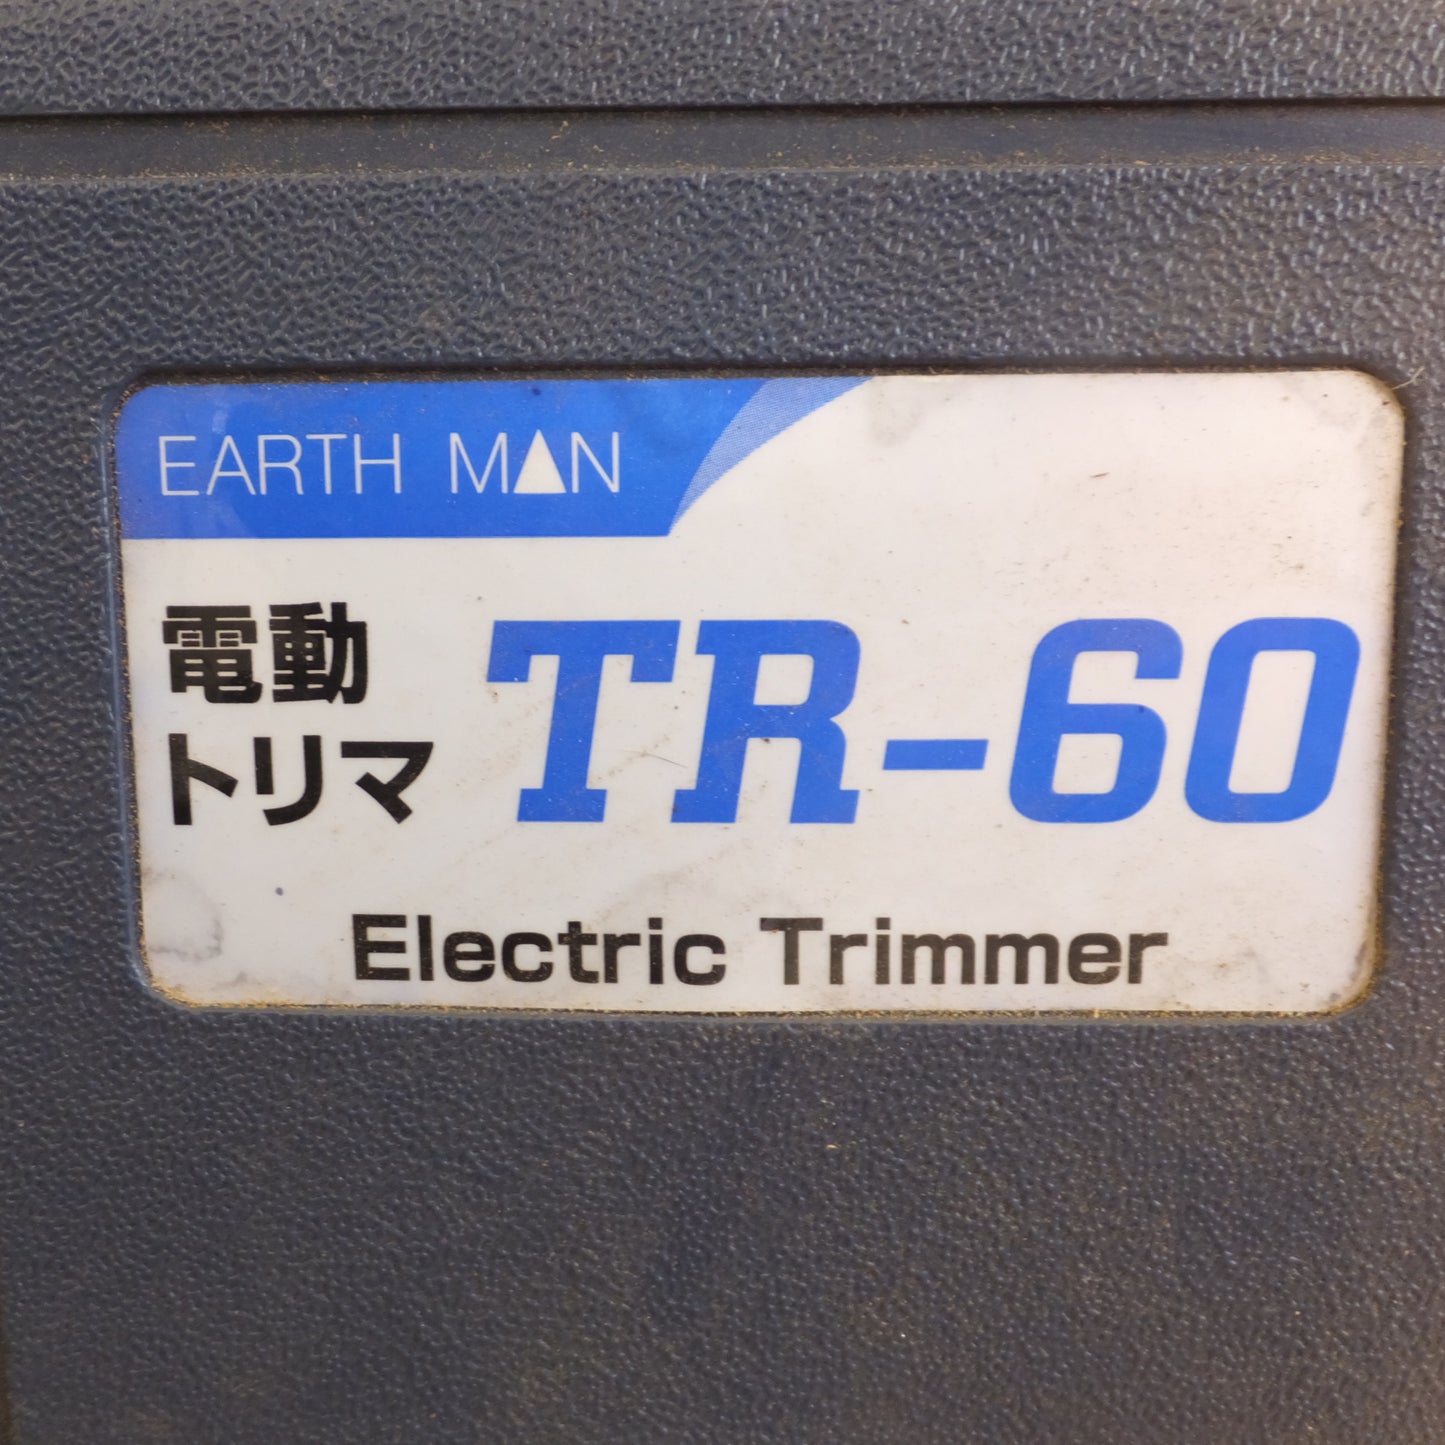 EARTH MAN
電動
トリマ
TR-60
Electric Trimmer